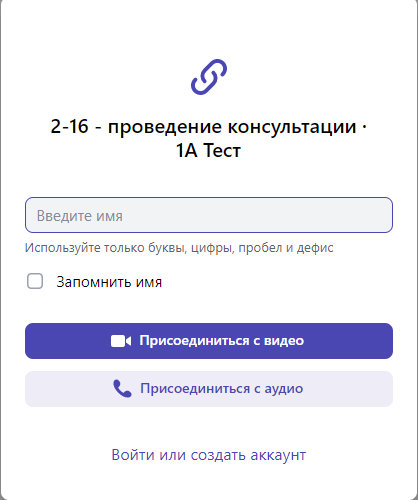 2-16 - проведение консультации ·
1А Тест
Введите имя
Используйте только буквы, цифры, пробел и дефис
Запомнить имя
Присоединиться с видео
Присоединиться с аудио
Войти или создать аккаунт